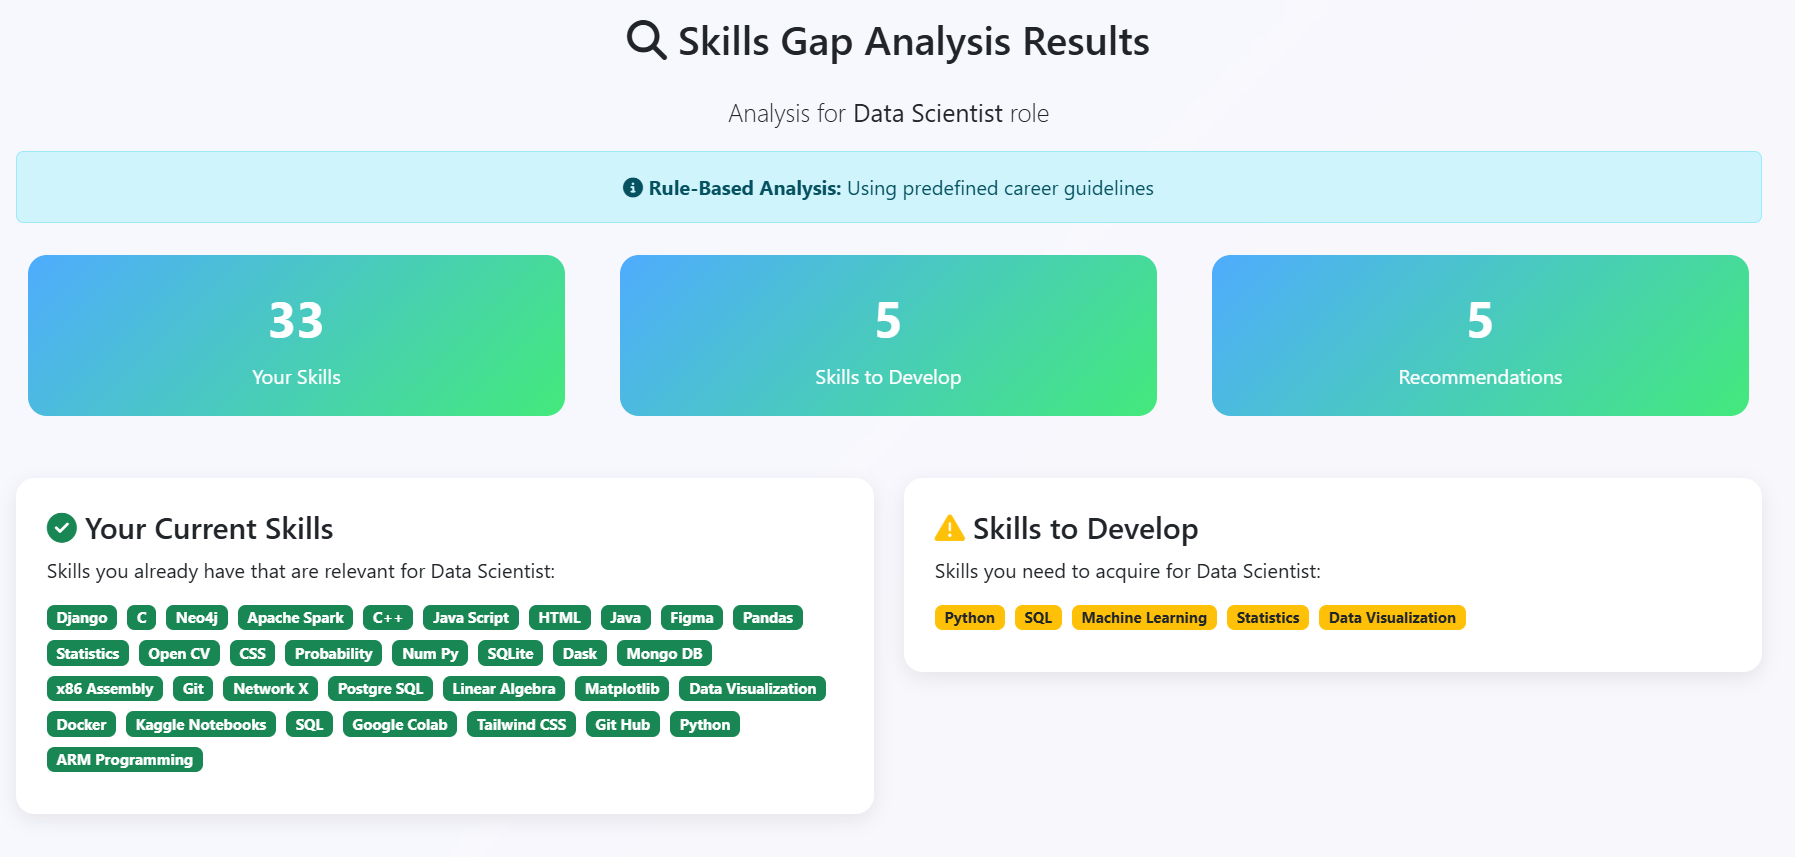 Skills Gap Analysis Results
Analysis for Data Scientist role
Rule-Based Analysis: Using predefined career guidelines
33
Your Skills
5
Skills to Develop
5
Recommendations
Your Current Skills
Skills you already have that are relevant for Data Scientist:
Django C Neo4j Apache Spark C++ Java Script HTML Java Figma Pandas
Statistics Open CV CSS Probability Num Py SQLite Dask Mongo DB
x86 Assembly Git Network X Postgre SQL Linear Algebra Matplotlib Data Visualization
Docker Kaggle Notebooks SQL Google Colab Tailwind CSS Git Hub Python
ARM Programming
Skills to Develop
Skills you need to acquire for Data Scientist:
Python SQL Machine Learning Statistics Data Visualization